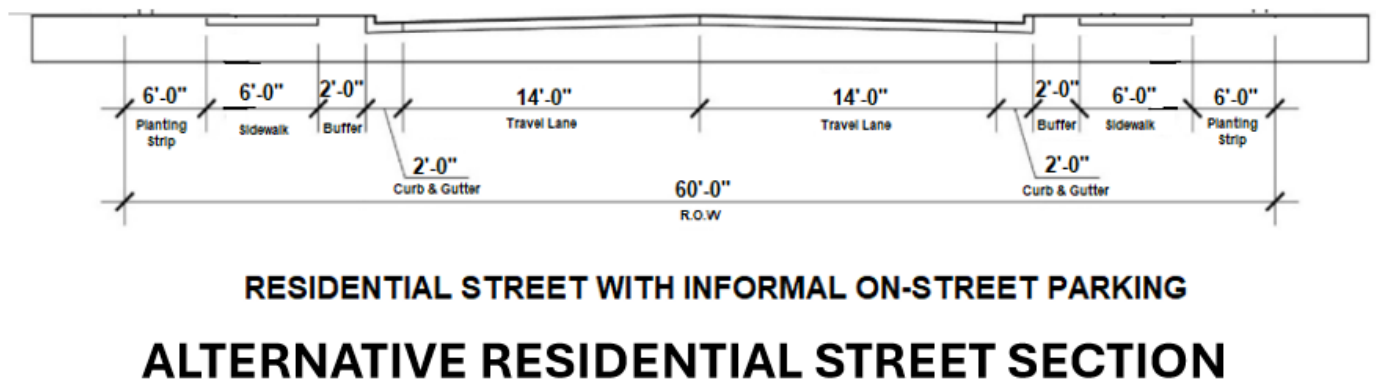 6'-0" 6'-0" 2'-0" 14'-0" 14'-0" 2'-0" 6'-0" 6'-0"
Planting Strip Sidewalk Buffer Travel Lane Travel Lane Buffer Sidewalk Planting Strip
2'-0" 2'-0"
Curb & Gutter Curb & Gutter
60'-0"
R.O.W
RESIDENTIAL STREET WITH INFORMAL ON-STREET PARKING
ALTERNATIVE RESIDENTIAL STREET SECTION